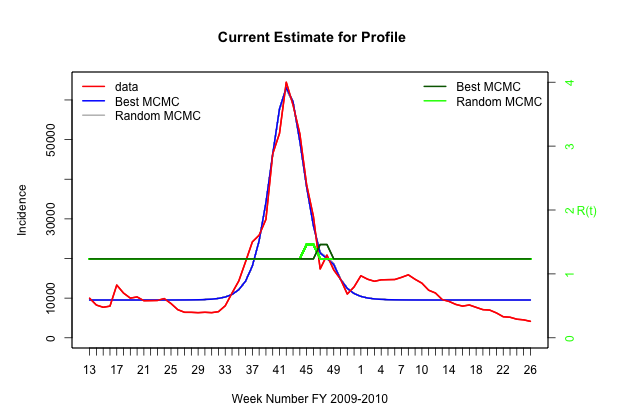 Current Estimate for Profile
data
Best MCMC
Random MCMC
Best MCMC
Random MCMC
Incidence
0 10000 30000 50000
0 1 2 3 4
R(t)
13 17 21 25 29 33 37 41 45 49 1 4 7 10 14 18 22 26
Week Number FY 2009-2010